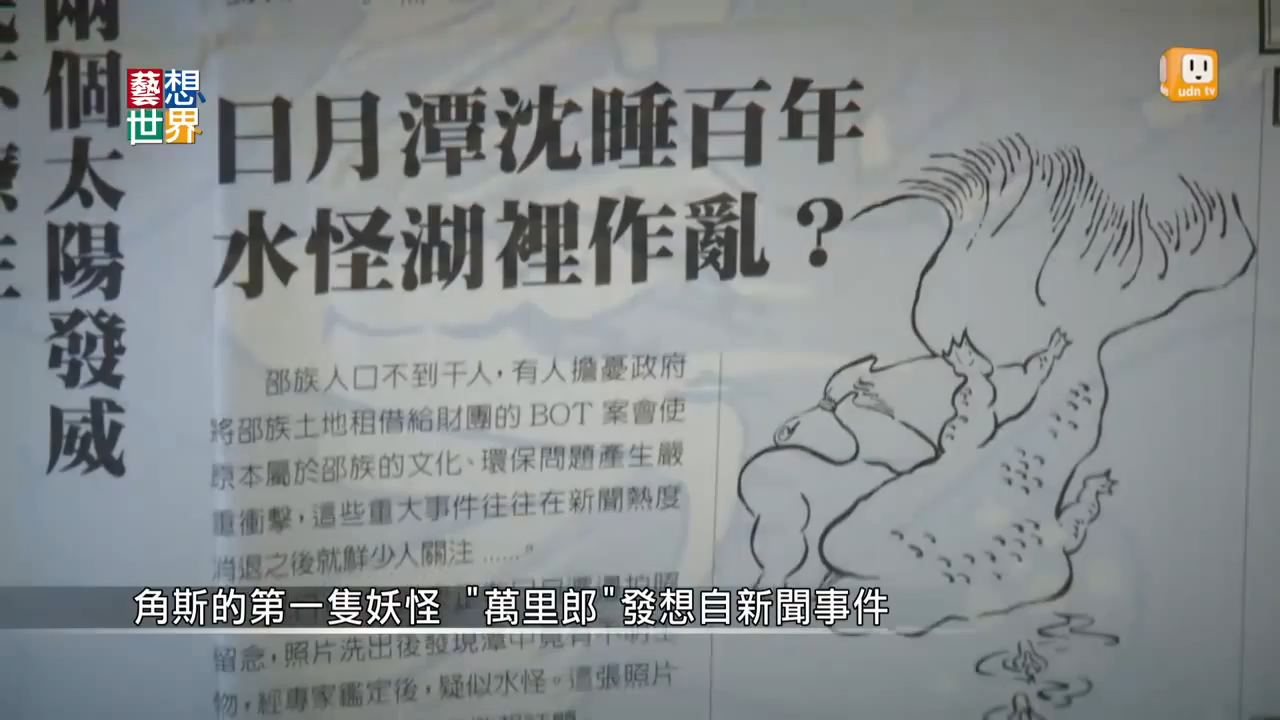 兩個太陽發威
藝想
世界
udn tv
日月潭沈睡百年
水怪湖裡作亂？
邵族人口不到千人，有人擔憂政府
將邵族土地租借給財團的 BOT 案會使
原本屬於邵族的文化、環保問題產生嚴
重衝擊，這些重大事件往往在新聞熱度
消退之後就鮮少人關注……。
角斯的第一隻妖怪 "萬里郎"發想自新聞事件
留念，照片洗出後發現潭中竟有不明生
物，經專家鑑定後，疑似水怪。這張照片